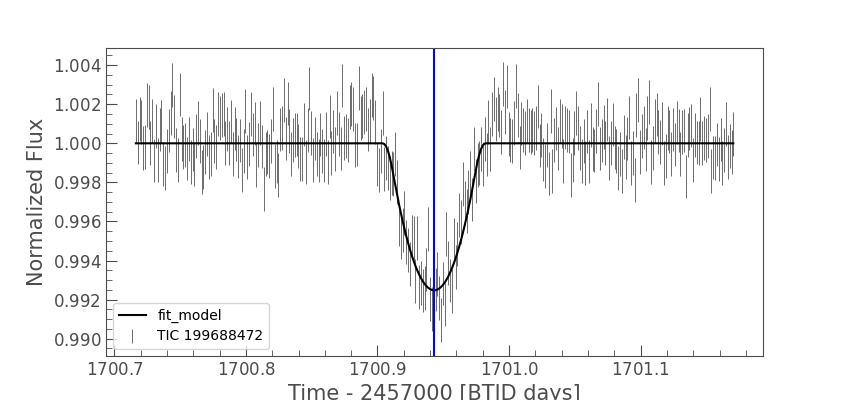 Normalized Flux
1.004
1.002
1.000
0.998
0.996
0.994
0.992
0.990
fit_model
TIC 199688472
1700.7 1700.8 1700.9 1701.0 1701.1
Time - 2457000 [BTJD days]